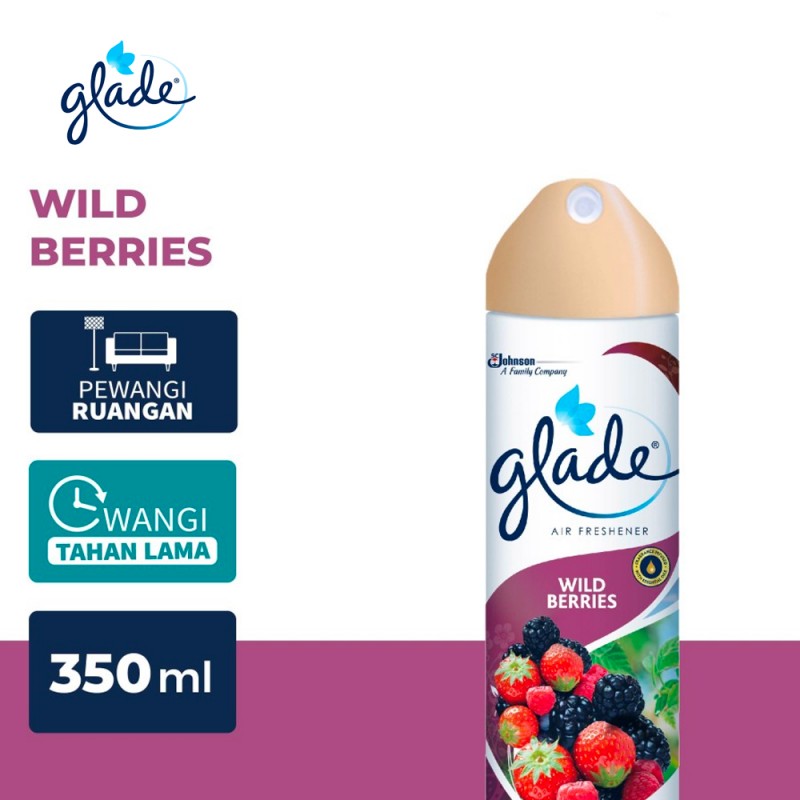 glade®
WILD
BERRIES
PEWANGI
RUANGAN
WANGI
TAHAN LAMA
350 ml
SC Johnson
A Family Company
glade®
AIR FRESHENER
WILD
BERRIES